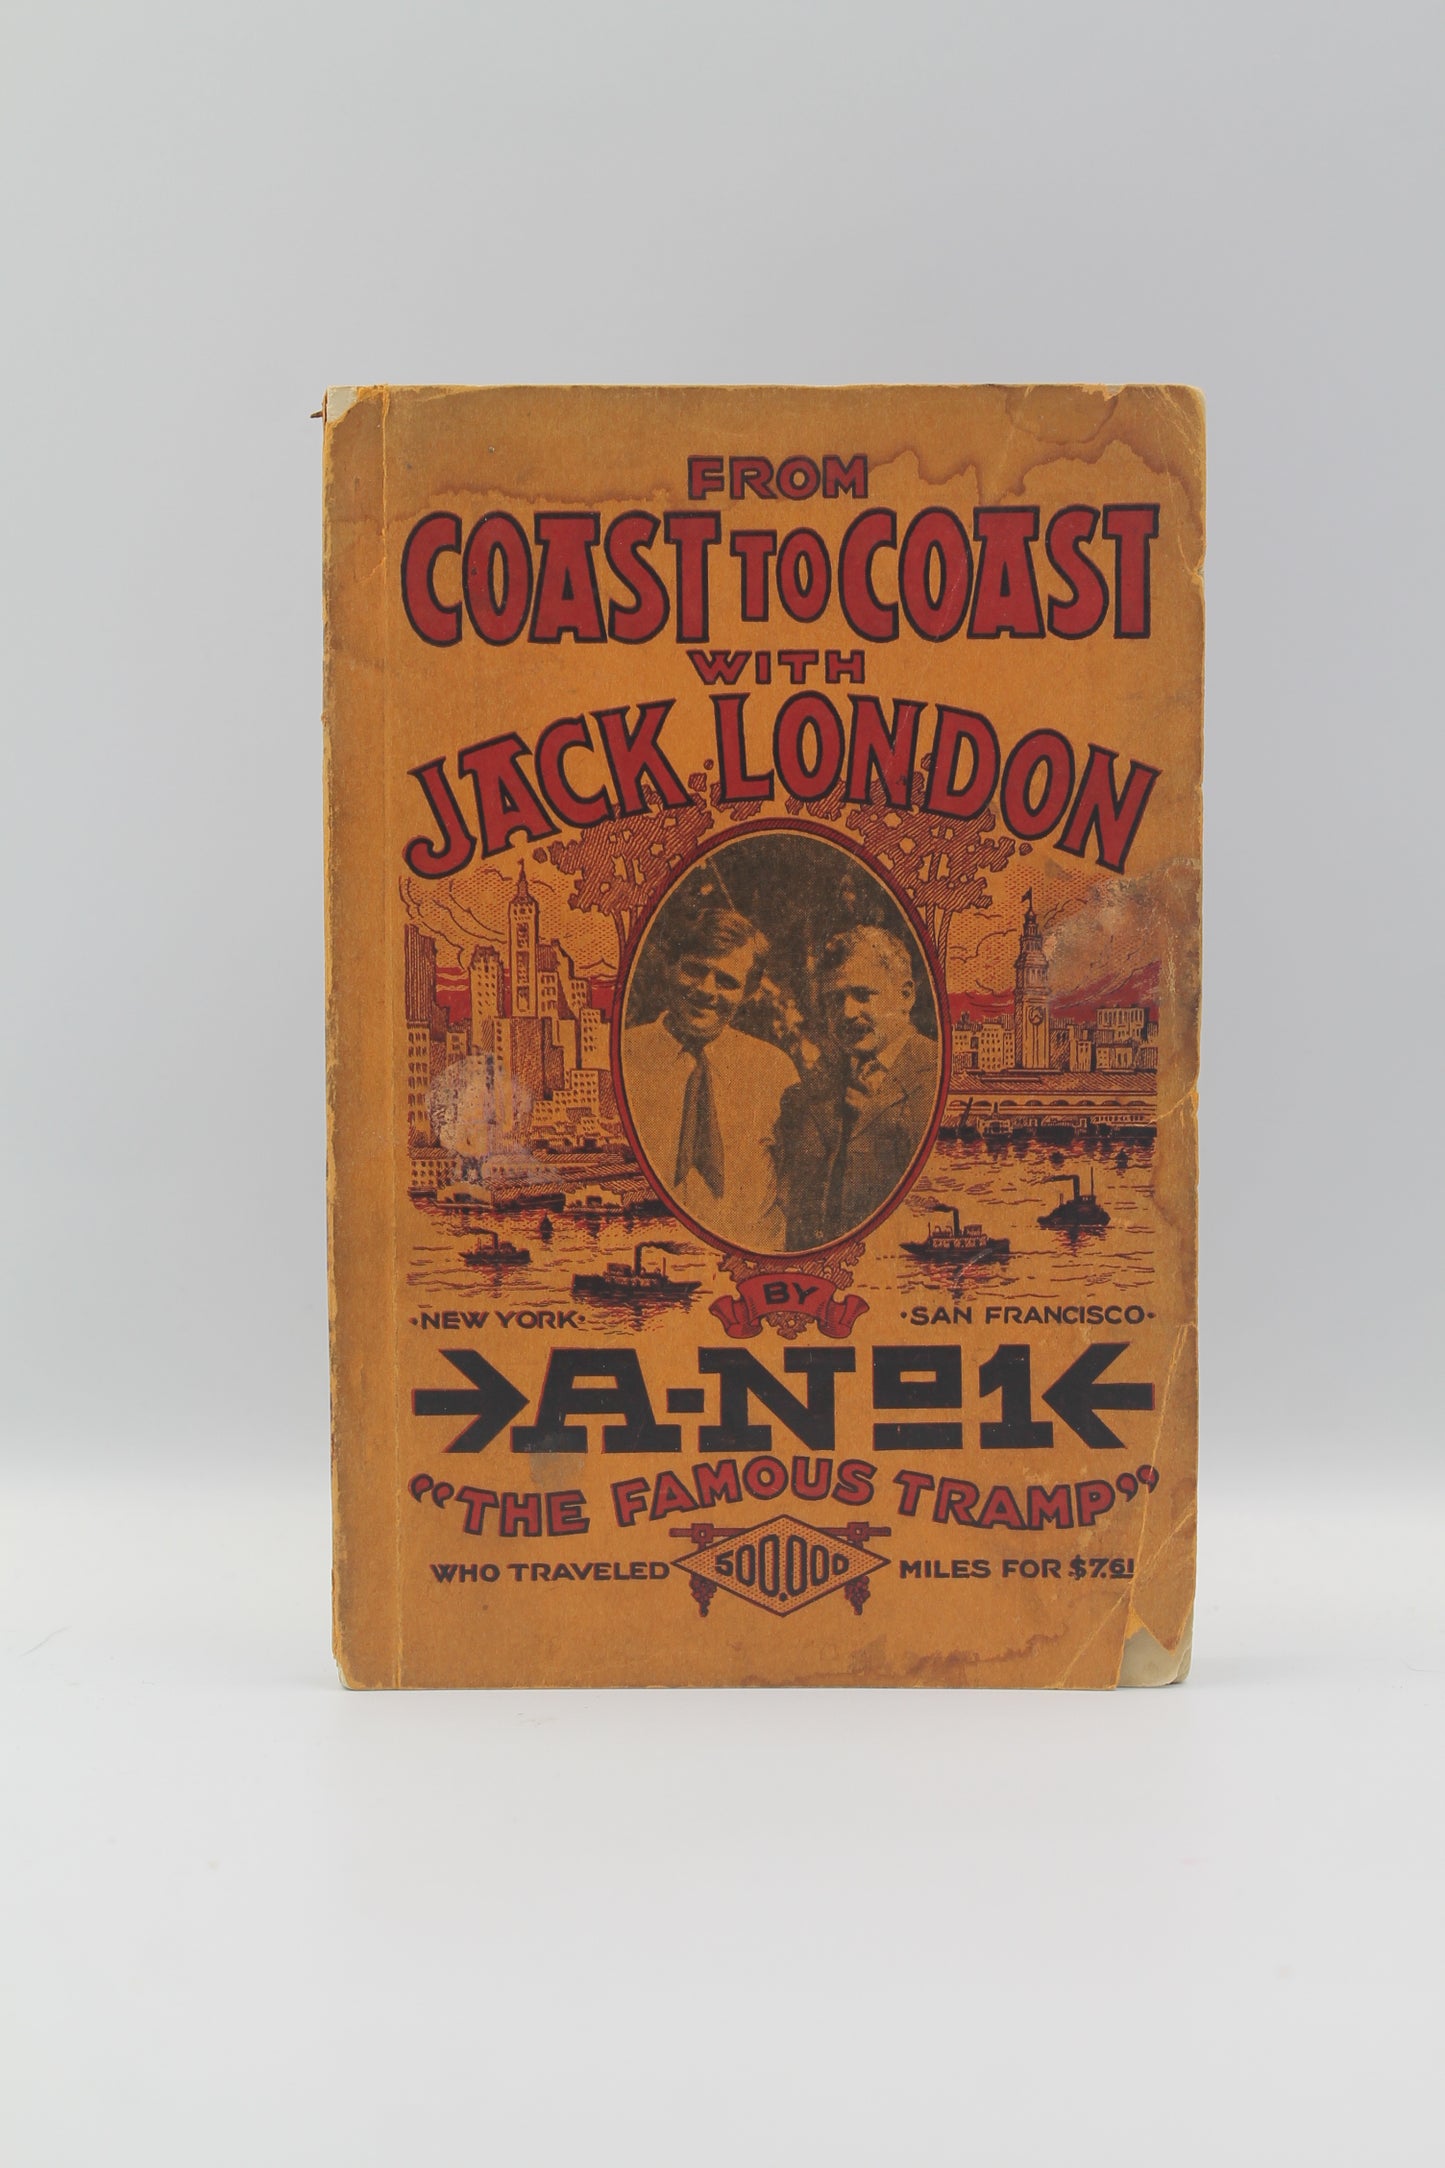 FROM
COAST TO COAST
WITH
JACK LONDON
BY
·NEW YORK·
·SAN FRANCISCO·
A-No1
"THE FAMOUS TRAMP"
WHO TRAVELED 500.000 MILES FOR $7.61